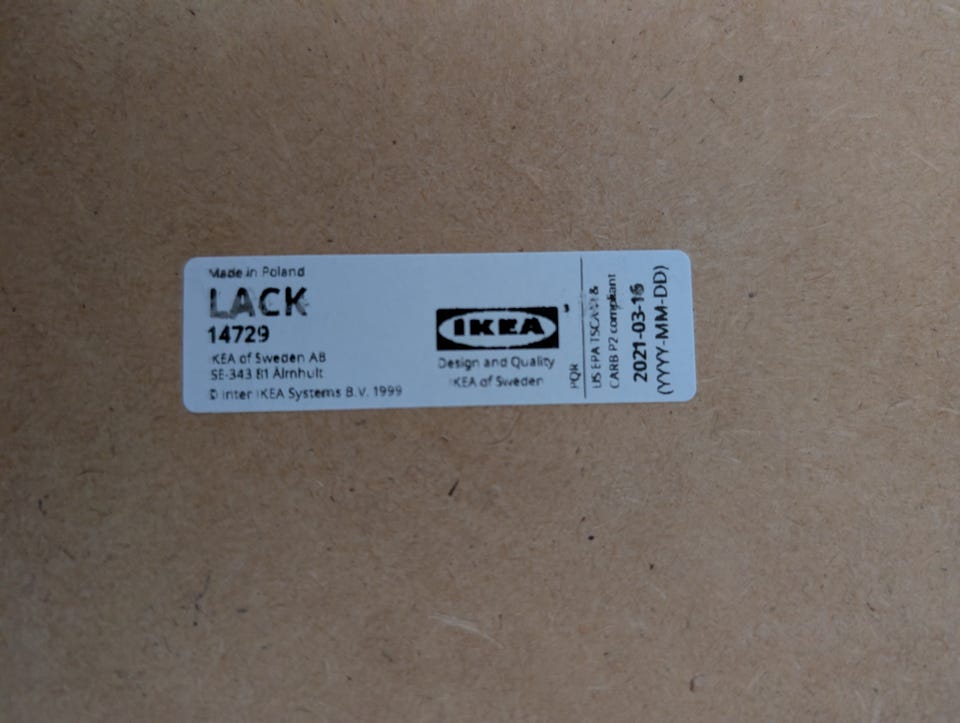 Made in Poland
LACK
14729
IKEA of Sweden AB
SE-343 81 Älmhult
© Inter IKEA Systems B.V. 1999
IKEA
Design and Quality
IKEA of Sweden
PQR
US EPA TSCA VI &
CARB P2 compliant
2021-03-16
(YYYY-MM-DD)